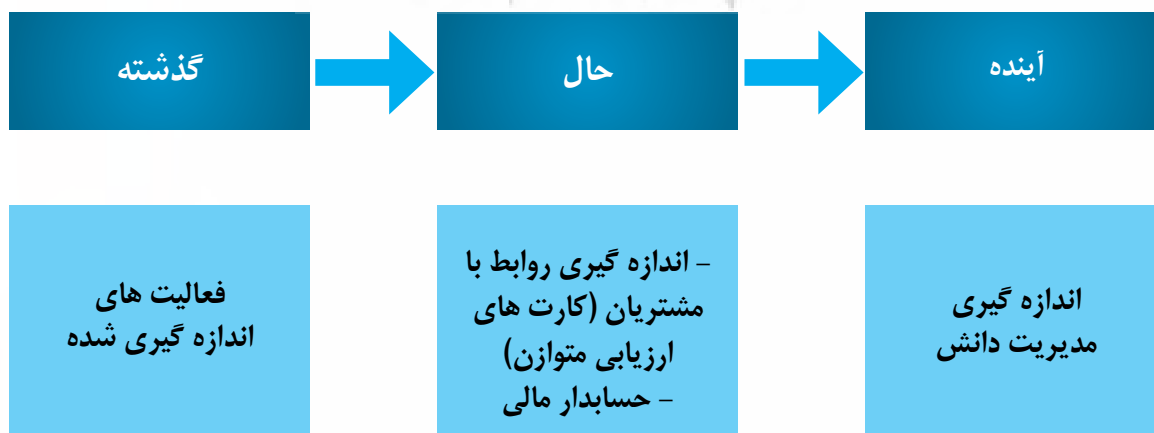 گذشته
حال
آینده
فعالیت های
اندازه گیری شده
- اندازه گیری روابط با
مشتریان (کارت های
ارزیابی متوازن)
- حسابدار مالی
اندازه گیری
مدیریت دانش